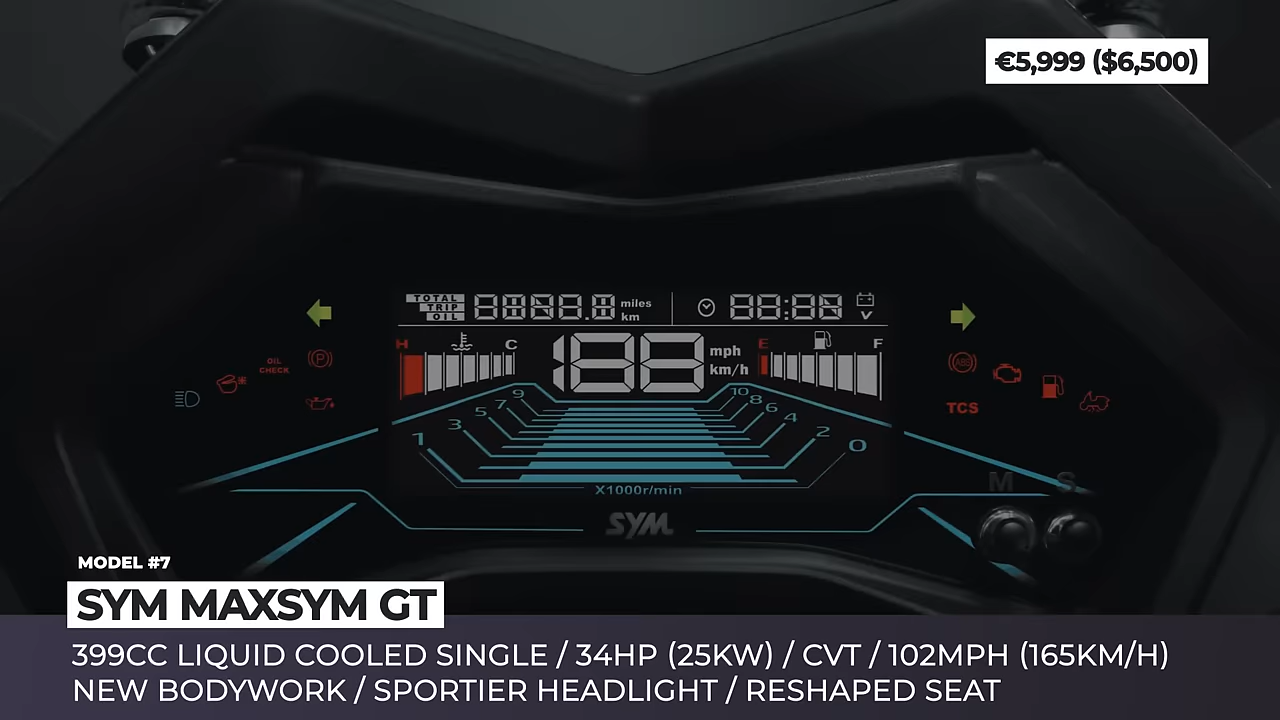 €5,999 ($6,500)
TOTAL
TRIP
OIL
8888.8
miles
km
88:88
H
C
188
mph
km/h
E
F
OIL
CHECK
P
ABS
TCS
1 3 5 7 9
10 8 6 4 2 0
X1000r/min
M S
SYM
MODEL #7
SYM MAXSYM GT
399CC LIQUID COOLED SINGLE / 34HP (25KW) / CVT / 102MPH (165KM/H)
NEW BODYWORK / SPORTIER HEADLIGHT / RESHAPED SEAT